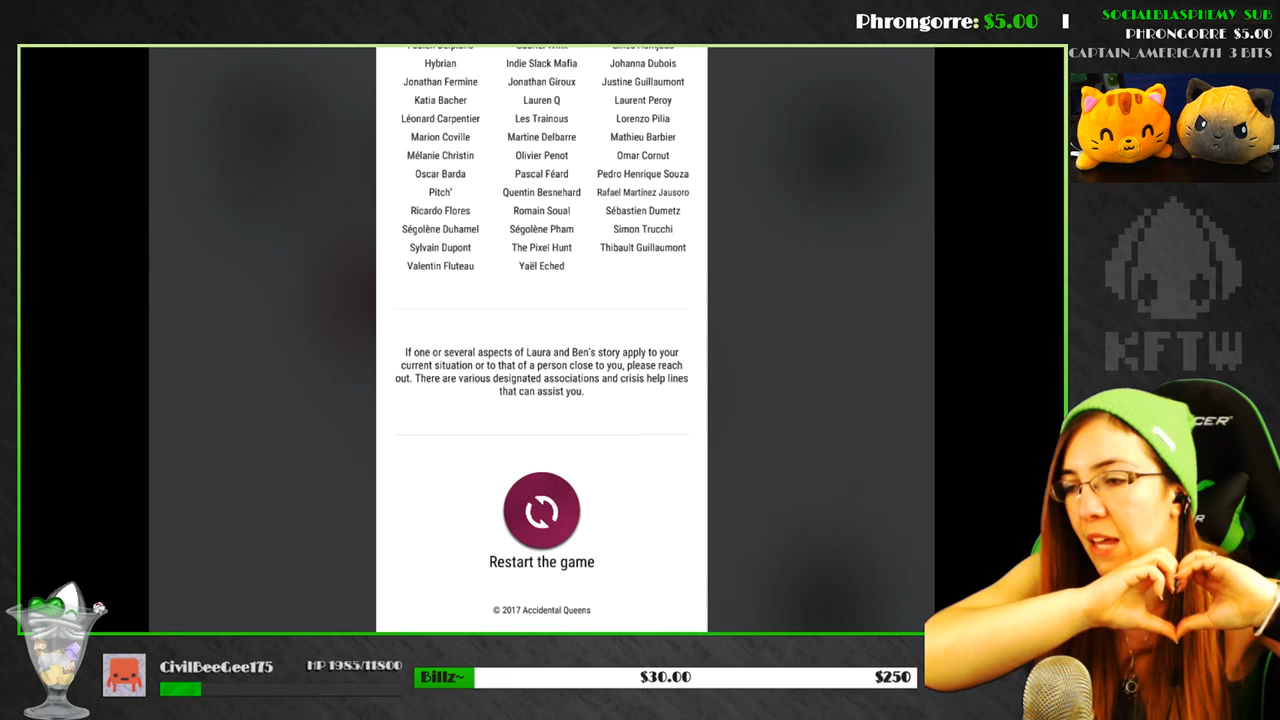 Phrongorre: $5.00
SOCIALBLASPHEMY SUB
PHRONGORRE $5.00
CAPTAIN_AMERICA711 3 BITS
Hybrian Indie Slack Mafia Johanna Dubois
Jonathan Fermine Jonathan Giroux Justine Guillaumont
Katia Bacher Lauren Q Laurent Peroy
Léonard Carpentier Les Trainous Lorenzo Pilia
Marion Coville Martine Delbarre Mathieu Barbier
Mélanie Christin Olivier Penot Omar Cornut
Oscar Barda Pascal Féard Pedro Henrique Souza
Pitch' Quentin Besnehard Rafael Martínez Jausoro
Ricardo Flores Romain Soual Sébastien Dumetz
Ségolène Duhamel Ségolène Pham Simon Trucchi
Sylvain Dupont The Pixel Hunt Thibault Guillaumont
Valentin Fluteau Yaël Eched
If one or several aspects of Laura and Ben's story apply to your
current situation or to that of a person close to you, please reach
out. There are various designated associations and crisis help lines
that can assist you.
Restart the game
© 2017 Accidental Queens
KFTW
CivilBeeGee175 HP 1985/11800
Billz~ $30.00 $250